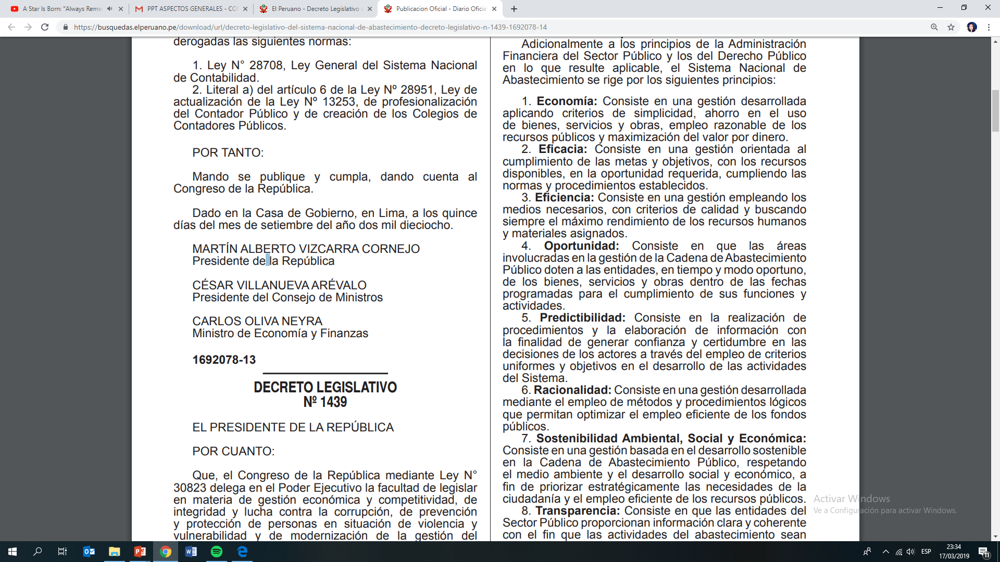 A Star Is Born: "Always Reme
PPT ASPECTOS GENERALES - CO
El Peruano - Decreto Legislativo
Publicacion Oficial - Diario Oficia
https://busquedas.elperuano.pe/download/url/decreto-legislativo-del-sistema-nacional-de-abastecimiento-decreto-legislativo-n-1439-1692078-14
derogadas las siguientes normas:
1. Ley N° 28708, Ley General del Sistema Nacional
de Contabilidad.
2. Literal a) del artículo 6 de la Ley Nº 28951, Ley de
actualización de la Ley Nº 13253, de profesionalización
del Contador Público y de creación de los Colegios de
Contadores Públicos.
POR TANTO:
Mando se publique y cumpla, dando cuenta al
Congreso de la República.
Dado en la Casa de Gobierno, en Lima, a los quince
días del mes de setiembre del año dos mil dieciocho.
MARTÍN ALBERTO VIZCARRA CORNEJO
Presidente de la República
CÉSAR VILLANUEVA ARÉVALO
Presidente del Consejo de Ministros
CARLOS OLIVA NEYRA
Ministro de Economía y Finanzas
1692078-13
DECRETO LEGISLATIVO
Nº 1439
EL PRESIDENTE DE LA REPÚBLICA
POR CUANTO:
Que, el Congreso de la República mediante Ley N°
30823 delega en el Poder Ejecutivo la facultad de legislar
en materia de gestión económica y competitividad, de
integridad y lucha contra la corrupción, de prevención
y protección de personas en situación de violencia y
vulnerabilidad y de modernización de la gestión del
Adicionalmente a los principios de la Administración
Financiera del Sector Público y los del Derecho Público
en lo que resulte aplicable, el Sistema Nacional de
Abastecimiento se rige por los siguientes principios:
1. Economía: Consiste en una gestión desarrollada
aplicando criterios de simplicidad, ahorro en el uso
de bienes, servicios y obras, empleo razonable de los
recursos públicos y maximización del valor por dinero.
2. Eficacia: Consiste en una gestión orientada al
cumplimiento de las metas y objetivos, con los recursos
disponibles, en la oportunidad requerida, cumpliendo las
normas y procedimientos establecidos.
3. Eficiencia: Consiste en una gestión empleando los
medios necesarios, con criterios de calidad y buscando
siempre el máximo rendimiento de los recursos humanos
y materiales asignados.
4. Oportunidad: Consiste en que las áreas
involucradas en la gestión de la Cadena de Abastecimiento
Público doten a las entidades, en tiempo y modo oportuno,
de los bienes, servicios y obras dentro de las fechas
programadas para el cumplimiento de sus funciones y
actividades.
5. Predictibilidad: Consiste en la realización de
procedimientos y la elaboración de información con
la finalidad de generar confianza y certidumbre en las
decisiones de los actores a través del empleo de criterios
uniformes y objetivos en el desarrollo de las actividades
del Sistema.
6. Racionalidad: Consiste en una gestión desarrollada
mediante el empleo de métodos y procedimientos lógicos
que permitan optimizar el empleo eficiente de los fondos
públicos.
7. Sostenibilidad Ambiental, Social y Económica:
Consiste en una gestión basada en el desarrollo sostenible
en la Cadena de Abastecimiento Público, respetando
el medio ambiente y el desarrollo social y económico, a
fin de priorizar estratégicamente las necesidades de la
ciudadanía y el empleo eficiente de los recursos públicos.
8. Transparencia: Consiste en que las entidades del
Sector Público proporcionan información clara y coherente
con el fin que las actividades del abastecimiento sean
Activar Windows
Ve a Configuración para activar Windows.
ESP
23:34
17/03/2019
11